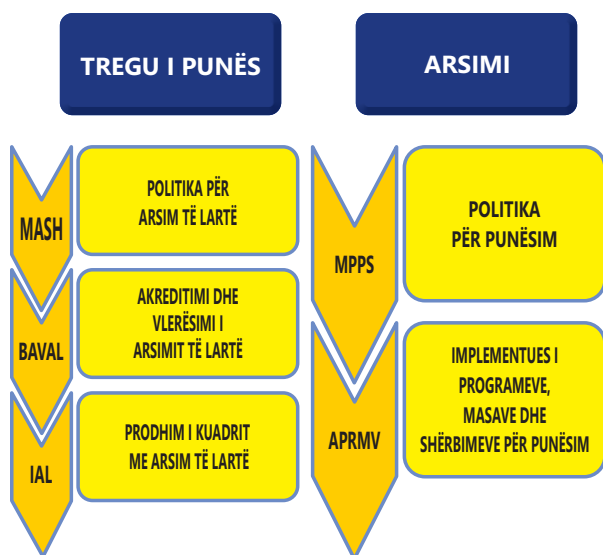 TREGU I PUNËS
MASH
POLITIKA PËR
ARSIM TË LARTË
BAVAL
AKREDITIMI DHE
VLERËSIMI I
ARSIMIT TË LARTË
IAL
PRODHIM I KUADRIT
ME ARSIM TË LARTË
ARSIMI
MPPS
POLITIKA
PËR PUNËSIM
APRMV
IMPLEMENTUES I
PROGRAMEVE,
MASAVE DHE
SHËRBIMEVE PËR PUNËSIM